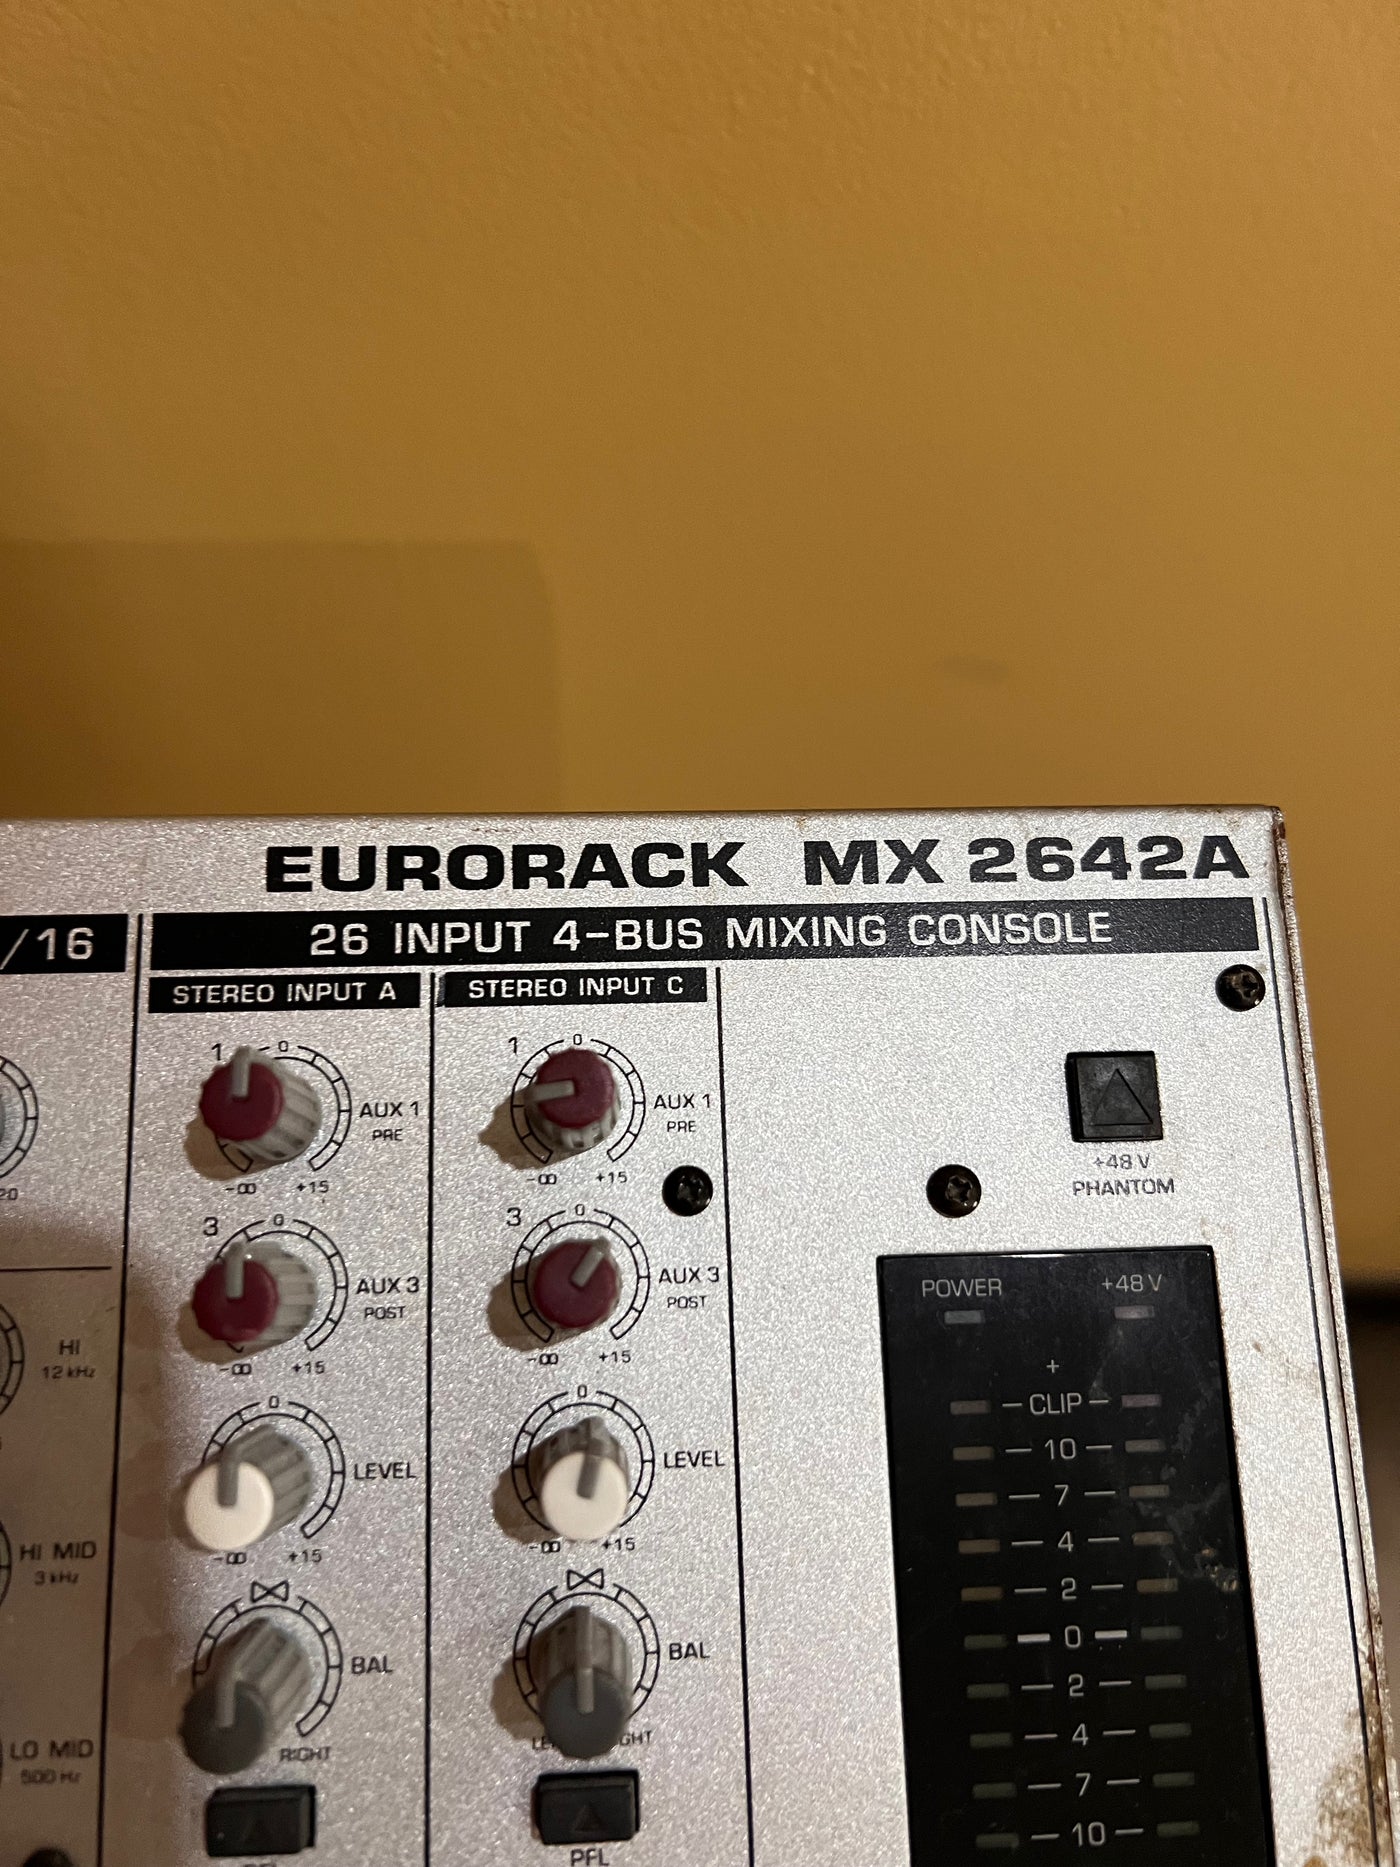 EURORACK MX 2642A
/16
26 INPUT 4-BUS MIXING CONSOLE
STEREO INPUT A
STEREO INPUT C
1
0
AUX 1
PRE
-∞
+15
3
0
AUX 3
POST
-∞
+15
0
LEVEL
-∞
+15
BAL
RIGHT
1
0
AUX 1
PRE
-∞
+15
3
0
AUX 3
POST
-∞
+15
0
LEVEL
-∞
+15
BAL
PFL
+48 V
PHANTOM
POWER
+48 V
+
CLIP
10
7
4
2
0
2
4
7
10
20
HI
12 kHz
HI MID
3 kHz
LO MID
500 Hz